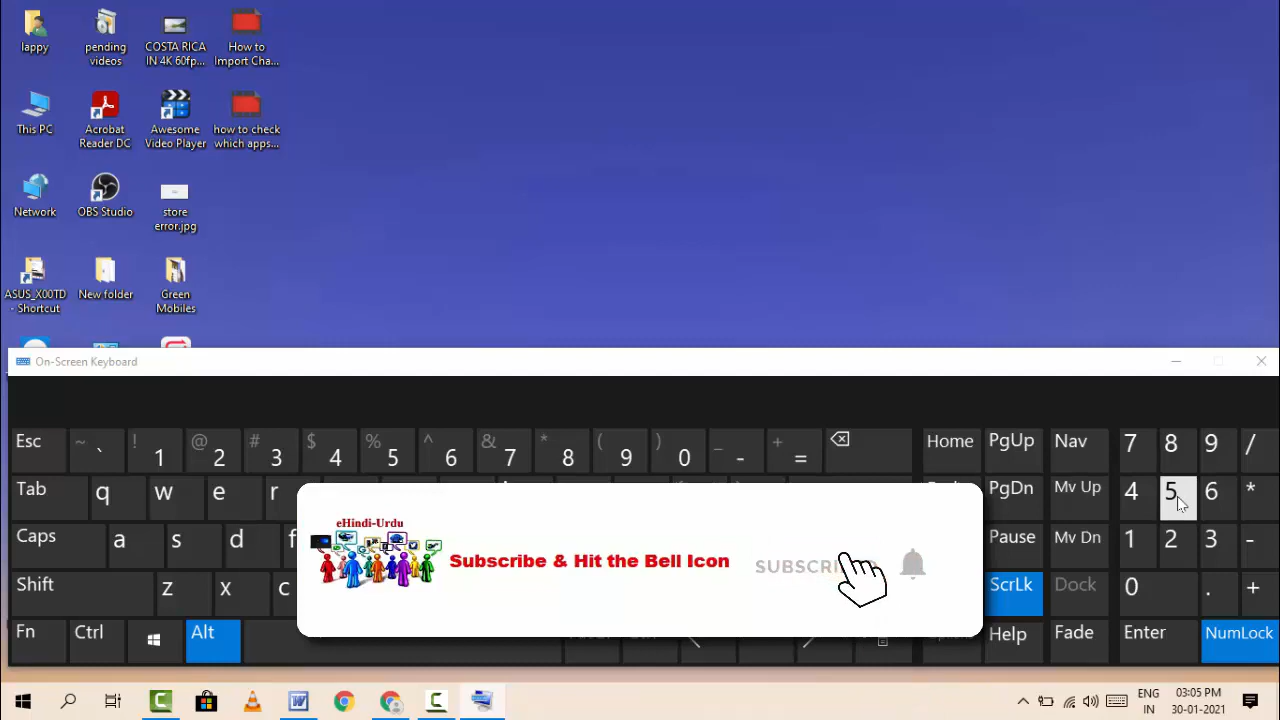 lappy
pending
videos
COSTA RICA
IN 4K 60fp...
How to
Import Cha...
This PC
Acrobat
Reader DC
Awesome
Video Player
how to check
which apps...
Network
OBS Studio
store
error.jpg
ASUS_X00TD
- Shortcut
New folder
Green
Mobiles
On-Screen Keyboard
Esc ~ ` ! 1 @ 2 # 3 $ 4 % 5 ^ 6 & 7 * 8 ( 9 ) 0 _ - + = Home PgUp Nav 7 8 9 /
Tab q w e r PgDn Mv Up 4 5 6 *
Caps a s d f Pause Mv Dn 1 2 3 -
Shift z x c ScrLk Dock 0 . +
Fn Ctrl Alt Help Fade Enter NumLock
eHindi-Urdu
Subscribe & Hit the Bell Icon
SUBSCRI
ENG
IN
03:05 PM
30-01-2021